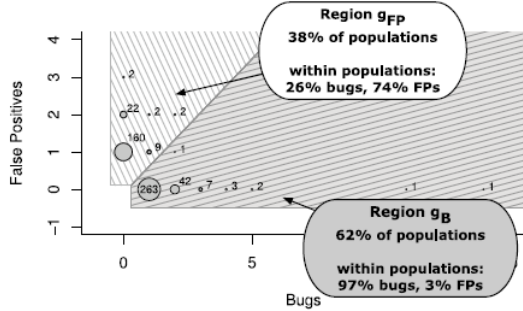 Region gFP
38% of populations
within populations:
26% bugs, 74% FPs
False Positives
4
3
2
1
0
−1
2
22
2
2
160
9
1
263
42
7
3
2
1
1
0
5
Bugs
Region gB
62% of populations
within populations:
97% bugs, 3% FPs